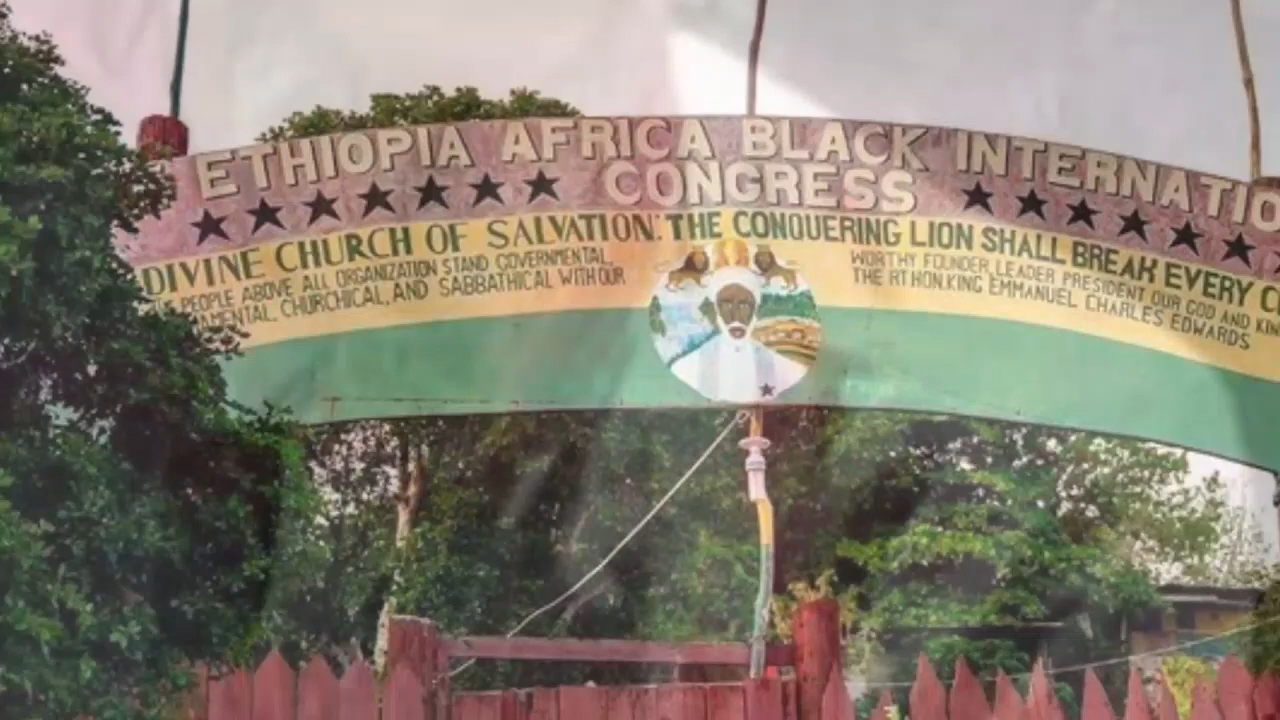 ETHIOPIA AFRICA BLACK INTERNATIO
CONGRESS
DIVINE CHURCH OF SALVATION: THE CONQUERING LION SHALL BREAK EVERY C
PEOPLE ABOVE ALL ORGANIZATION STAND GOVERNMENTAL,
AMENTAL, CHURCHICAL, AND SABBATHICAL WITH OUR
WORTHY FOUNDER, LEADER PRESIDENT OUR GOD AND KIN
THE RT HON. KING EMMANUEL CHARLES EDWARDS